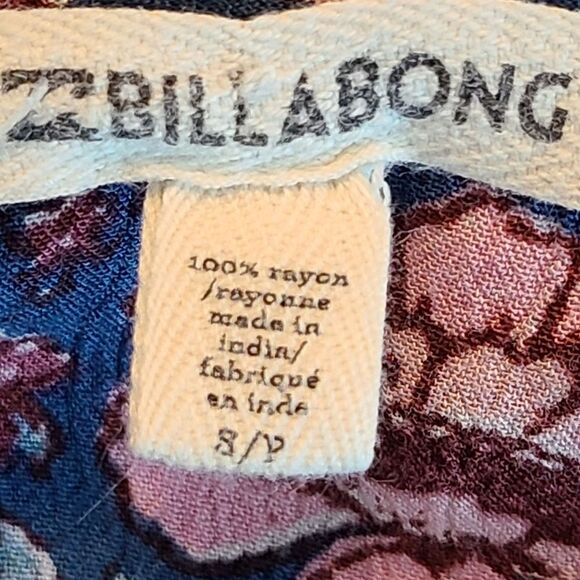 BILLABONG
100% rayon
/rayonne
made in
india/
fabriqué
en inde
S/P